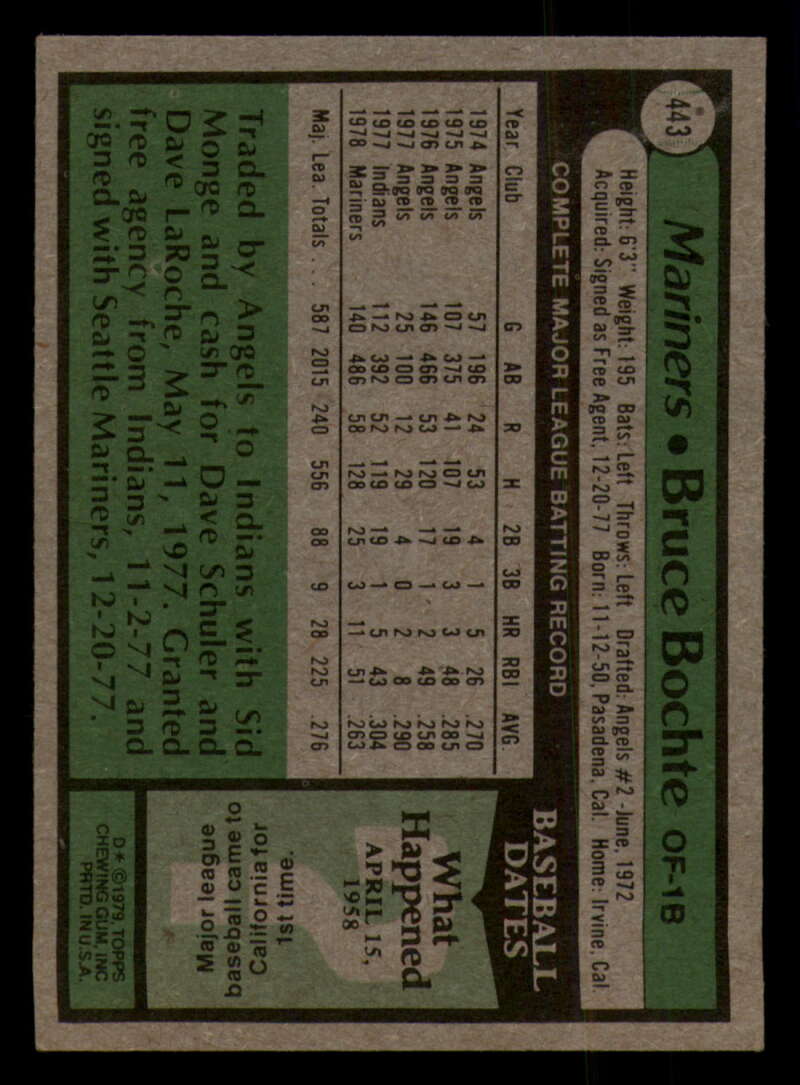 443
Mariners • Bruce Bochte OF-1B
Height: 6'3" Weight: 195 Bats: Left Throws: Left Drafted: Angels #2 -June, 1972
Acquired: Signed as Free Agent, 12-20-77 Born: 11-12-50, Pasadena, Cal. Home: Irvine, Cal.
COMPLETE MAJOR LEAGUE BATTING RECORD
Year Club G AB R H 2B 3B HR RBI AVG.
1974 Angels 57 196 24 53 4 1 5 26 .270
1975 Angels 107 375 41 107 19 3 3 48 .285
1976 Angels 146 466 53 120 17 1 2 49 .258
1977 Angels 25 100 12 29 4 0 2 8 .290
1977 Indians 112 392 52 119 19 1 5 43 .304
1978 Mariners 140 486 58 128 25 3 11 51 .263
Maj. Lea. Totals . . . 587 2015 240 556 88 9 28 225 .276
Traded by Angels to Indians with Sid
Monge and cash for Dave Schuler and
Dave LaRoche, May 11, 1977. Granted
free agency from Indians, 11-2-77 and
signed with Seattle Mariners, 12-20-77.
BASEBALL
DATES
What
Happened
APRIL 15,
1958
Major league
baseball came to
California for
1st time.
D* ©1979, TOPPS
CHEWING GUM, INC
PRTD. IN U.S.A.